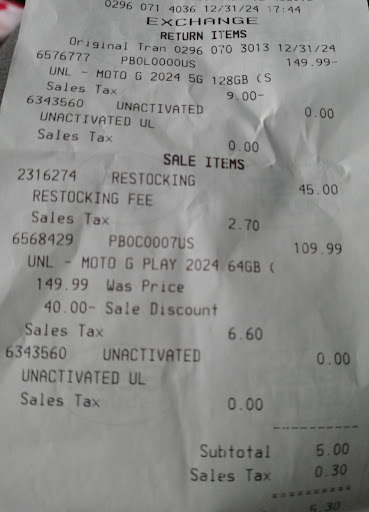 0296 071 4036 12/31/24 17:44
EXCHANGE
RETURN ITEMS
Original Tran 0296 070 3013 12/31/24
6576777 PB0L0000US 149.99-
UNL - MOTO G 2024 5G 128GB (S
Sales Tax 9.00-
6343560 UNACTIVATED 0.00
UNACTIVATED UL
Sales Tax 0.00
SALE ITEMS
2316274 RESTOCKING 45.00
RESTOCKING FEE
Sales Tax 2.70
6568429 PB0C0007US 109.99
UNL - MOTO G PLAY 2024 64GB (
149.99 Was Price
40.00- Sale Discount
Sales Tax 6.60
6343560 UNACTIVATED 0.00
UNACTIVATED UL
Sales Tax 0.00
----------
Subtotal 5.00
Sales Tax 0.30
==========
5.30